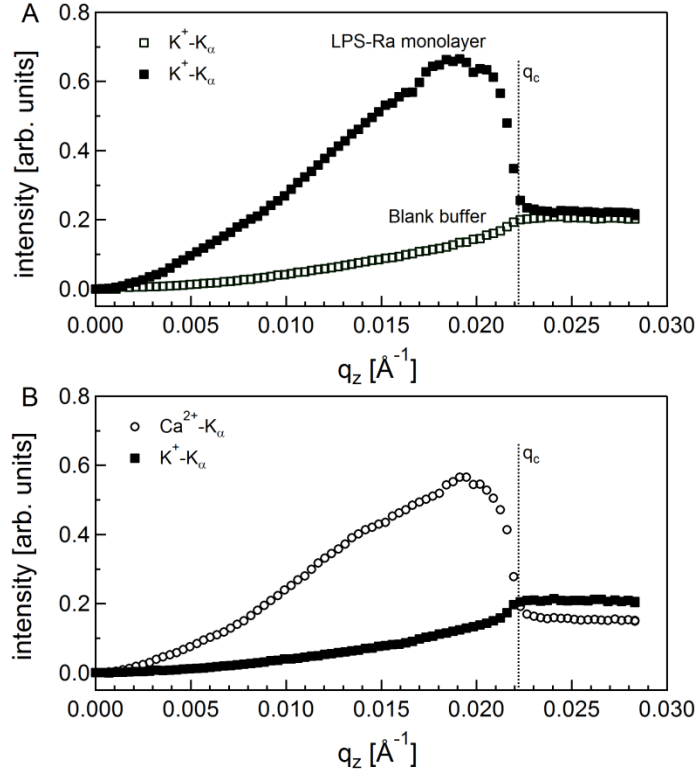 A
0.8
0.6
0.4
0.2
0.0
intensity [arb. units]
K⁺-Kα
K⁺-Kα
LPS-Ra monolayer
qc
Blank buffer
0.000 0.005 0.010 0.015 0.020 0.025 0.030
qz [Å⁻¹]
B
0.8
0.6
0.4
0.2
0.0
intensity [arb. units]
Ca²⁺-Kα
K⁺-Kα
qc
0.000 0.005 0.010 0.015 0.020 0.025 0.030
qz [Å⁻¹]